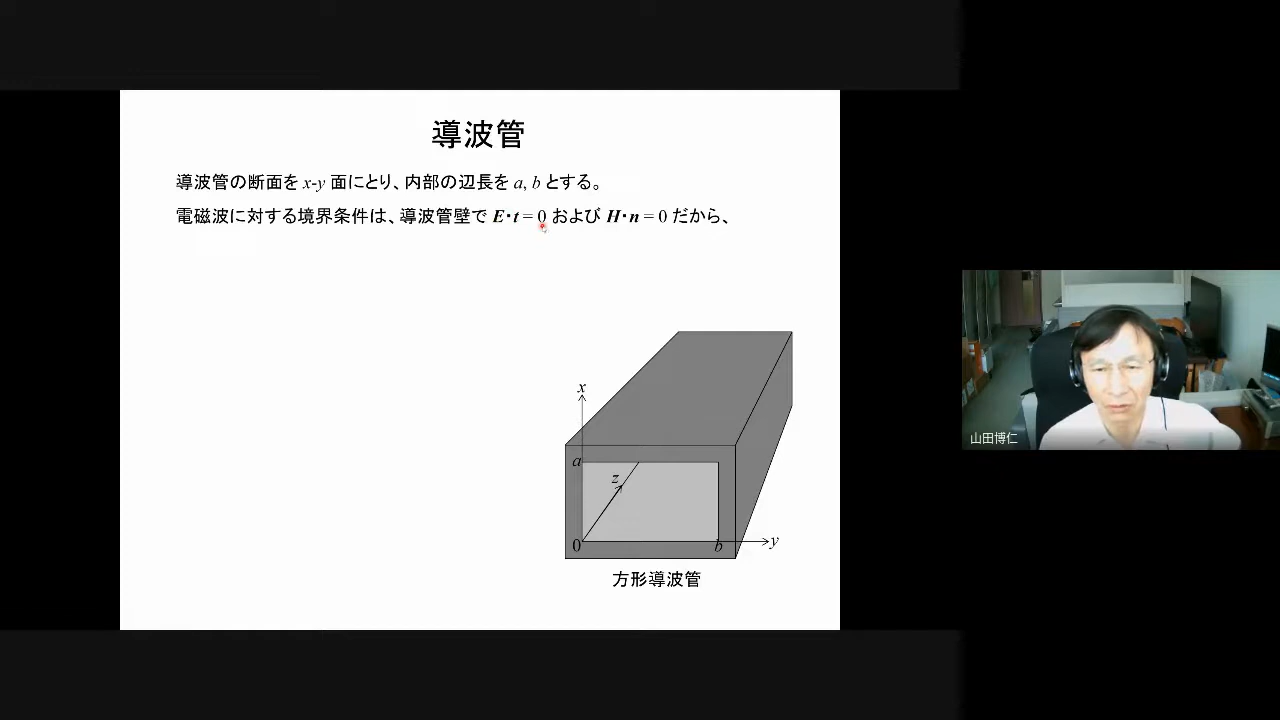 導波管
導波管の断面を x-y 面にとり、内部の辺長を a, b とする。
電磁波に対する境界条件は、導波管壁で E・t = 0 および H・n = 0 だから、
x
a
z
0
b
y
方形導波管
山田博仁